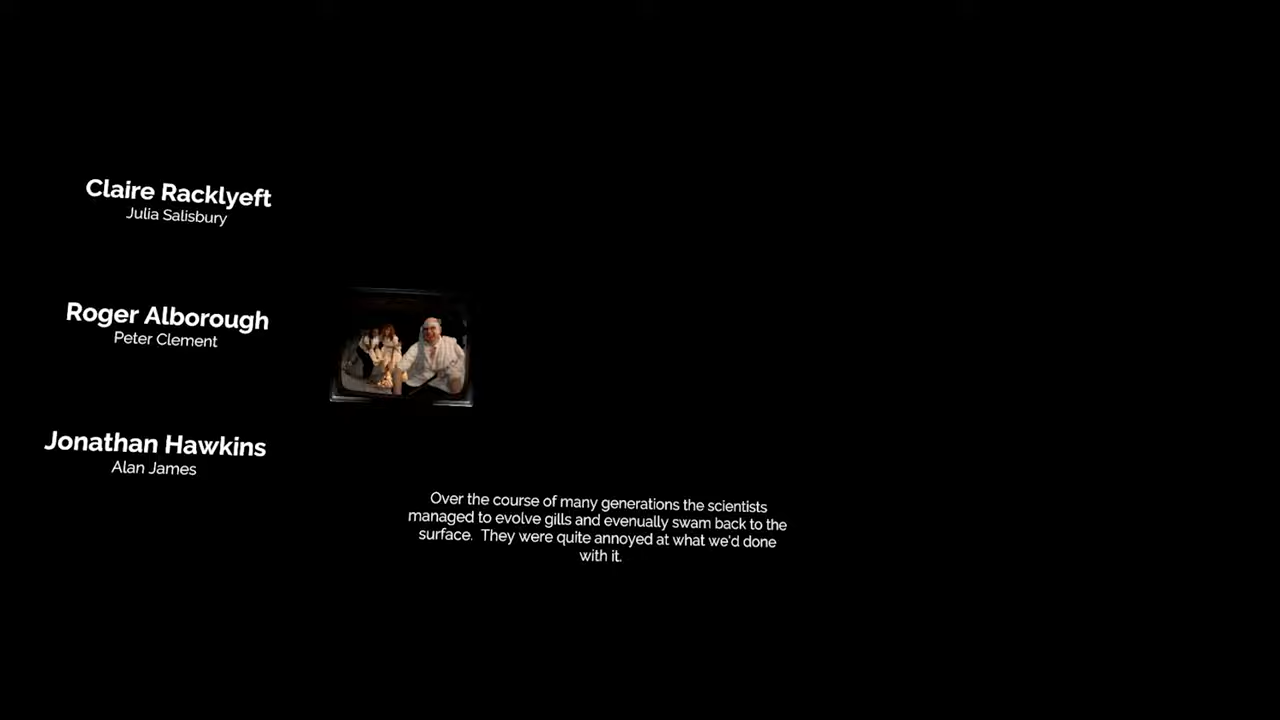 Claire Racklyeft
Julia Salisbury
Roger Alborough
Peter Clement
Jonathan Hawkins
Alan James
Over the course of many generations the scientists
managed to evolve gills and evenually swam back to the
surface.  They were quite annoyed at what we'd done
with it.